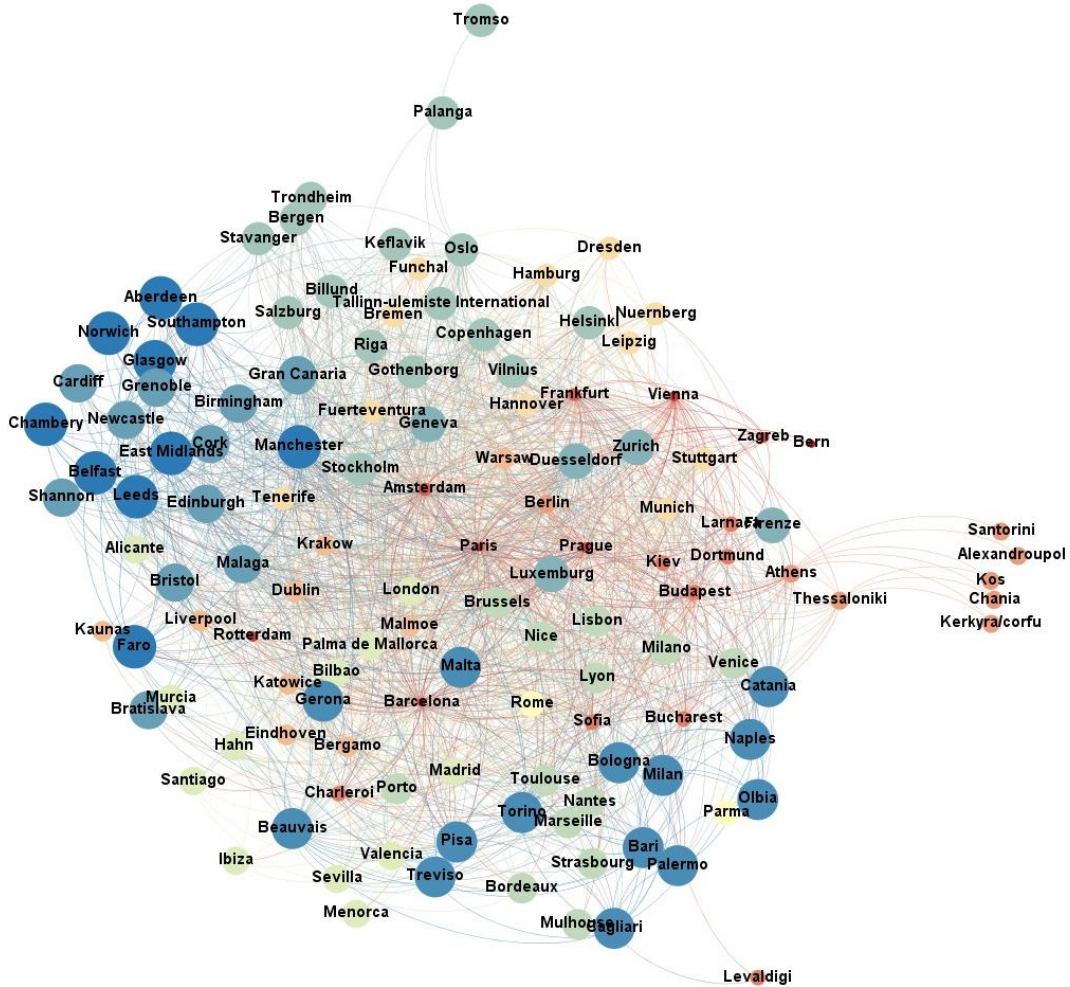 Tromso
Palanga
Trondheim
Bergen
Stavanger
Keflavik
Oslo
Dresden
Funchal
Hamburg
Aberdeen
Billund
Tallinn-ulemiste International
Salzburg
Bremen
Nuernberg
Norwich
Southampton
Copenhagen
Helsinki
Riga
Leipzig
Glasgow
Gothenborg
Vilnius
Cardiff
Grenoble
Gran Canaria
Frankfurt
Vienna
Birmingham
Hannover
Chambery
Newcastle
Fuerteventura
Geneva
Zagreb
Bern
East Midlands
Cork
Manchester
Warsaw
Duesseldorf
Zurich
Stuttgart
Belfast
Stockholm
Amsterdam
Shannon
Leeds
Edinburgh
Tenerife
Berlin
Munich
Larnaca
Firenze
Santorini
Alicante
Krakow
Paris
Prague
Dortmund
Alexandroupol
Malaga
Kiev
Luxemburg
Athens
Bristol
Dublin
London
Budapest
Kos
Brussels
Thessaloniki
Chania
Liverpool
Malmoe
Lisbon
Kerkyra/corfu
Kaunas
Rotterdam
Faro
Palma de Mallorca
Nice
Milano
Venice
Bilbao
Malta
Lyon
Katowice
Catania
Murcia
Gerona
Barcelona
Rome
Bratislava
Sofia
Bucharest
Eindhoven
Naples
Hahn
Bergamo
Bologna
Santiago
Madrid
Toulouse
Milan
Charleroi
Porto
Nantes
Olbia
Torino
Parma
Beauvais
Marseille
Pisa
Bari
Ibiza
Valencia
Strasbourg
Palermo
Sevilla
Treviso
Bordeaux
Menorca
Mulhouse
Cagliari
Levaldigi